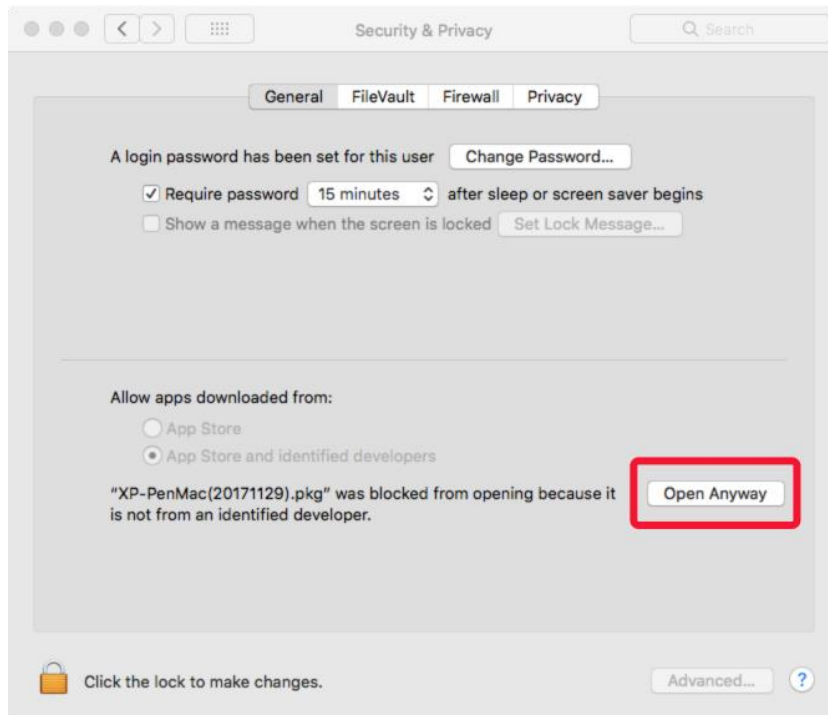 Security & Privacy
Search
General FileVault Firewall Privacy
A login password has been set for this user Change Password...
Require password 15 minutes after sleep or screen saver begins
Show a message when the screen is locked Set Lock Message...
Allow apps downloaded from:
App Store
App Store and identified developers
"XP-PenMac(20171129).pkg" was blocked from opening because it
is not from an identified developer.
Open Anyway
Click the lock to make changes.
Advanced... ?